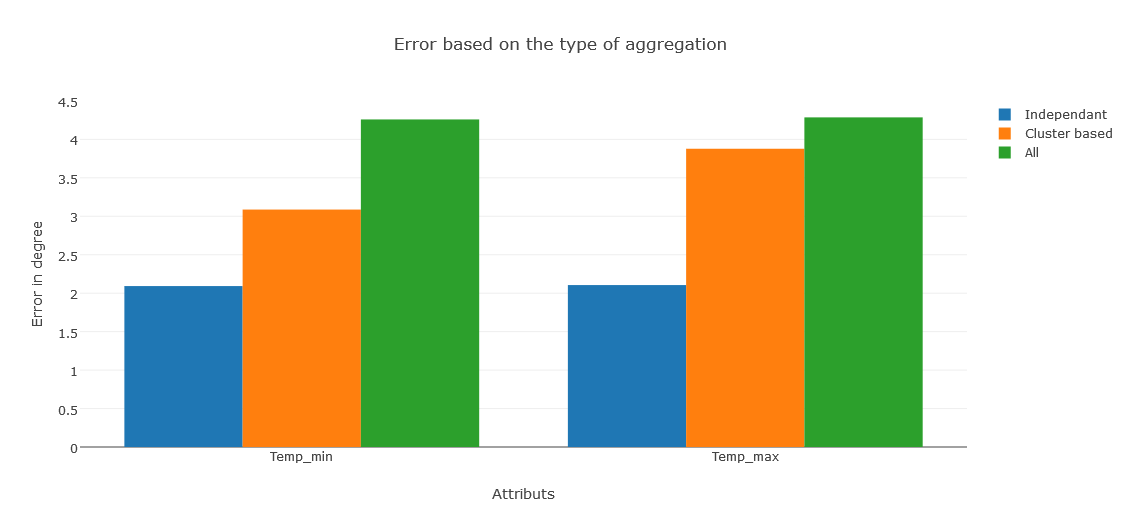 Error based on the type of aggregation
4.5
4
3.5
3
2.5
2
1.5
1
0.5
0
Error in degree
Temp_min
Temp_max
Attributs
Independant
Cluster based
All